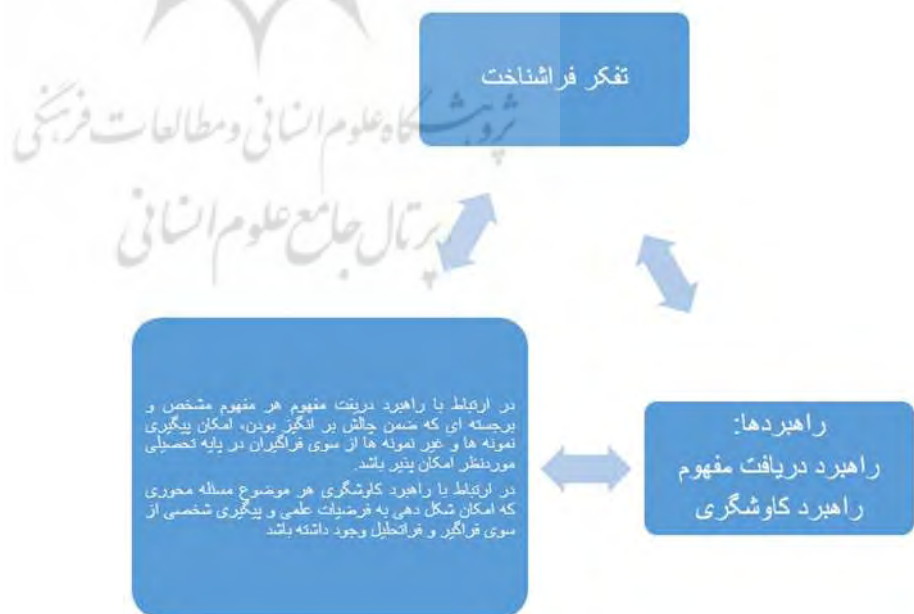 تفکر فراشناخت
پژوهشگاه علوم انسانی و مطالعات فرهنگی
پرتال جامع علوم انسانی
راهبردها:
راهبرد دریافت مفهوم
راهبرد کاوشگری
در ارتباط با راهبرد دریفت مفهوم هر مفهوم مشخص و
برجسته ای که ضمن چالش بر انگیز بودن، امکان پیگیری
نمونه ها و غیر نمونه ها از سوی فراگیران در پایه تحصیلی
موردنظر امکان پذیر باشد.
در ارتباط با راهبرد کاوشگری هر موضوع مسئله محوری
که امکان شکل دهی به فرضیات علمی و پیگیری شخصی از
سوی فراگیر و فراتحلیل وجود داشته باشد